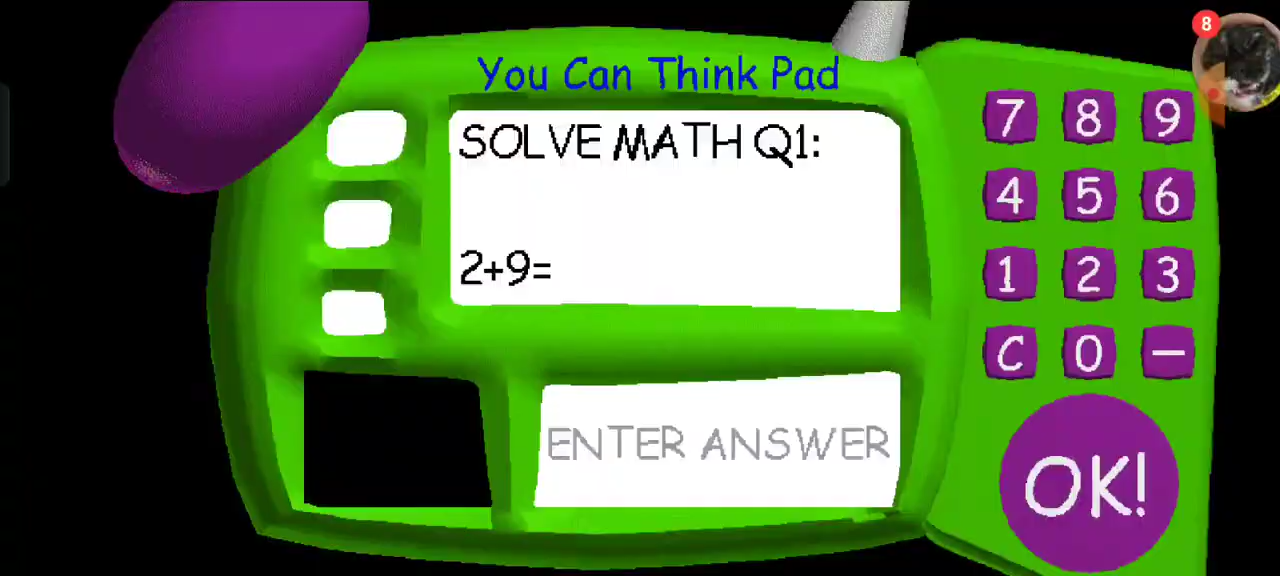 You Can Think Pad
SOLVE MATH Q1:
2+9=
ENTER ANSWER
8
7 8 9
4 5 6
1 2 3
C 0 –
OK!